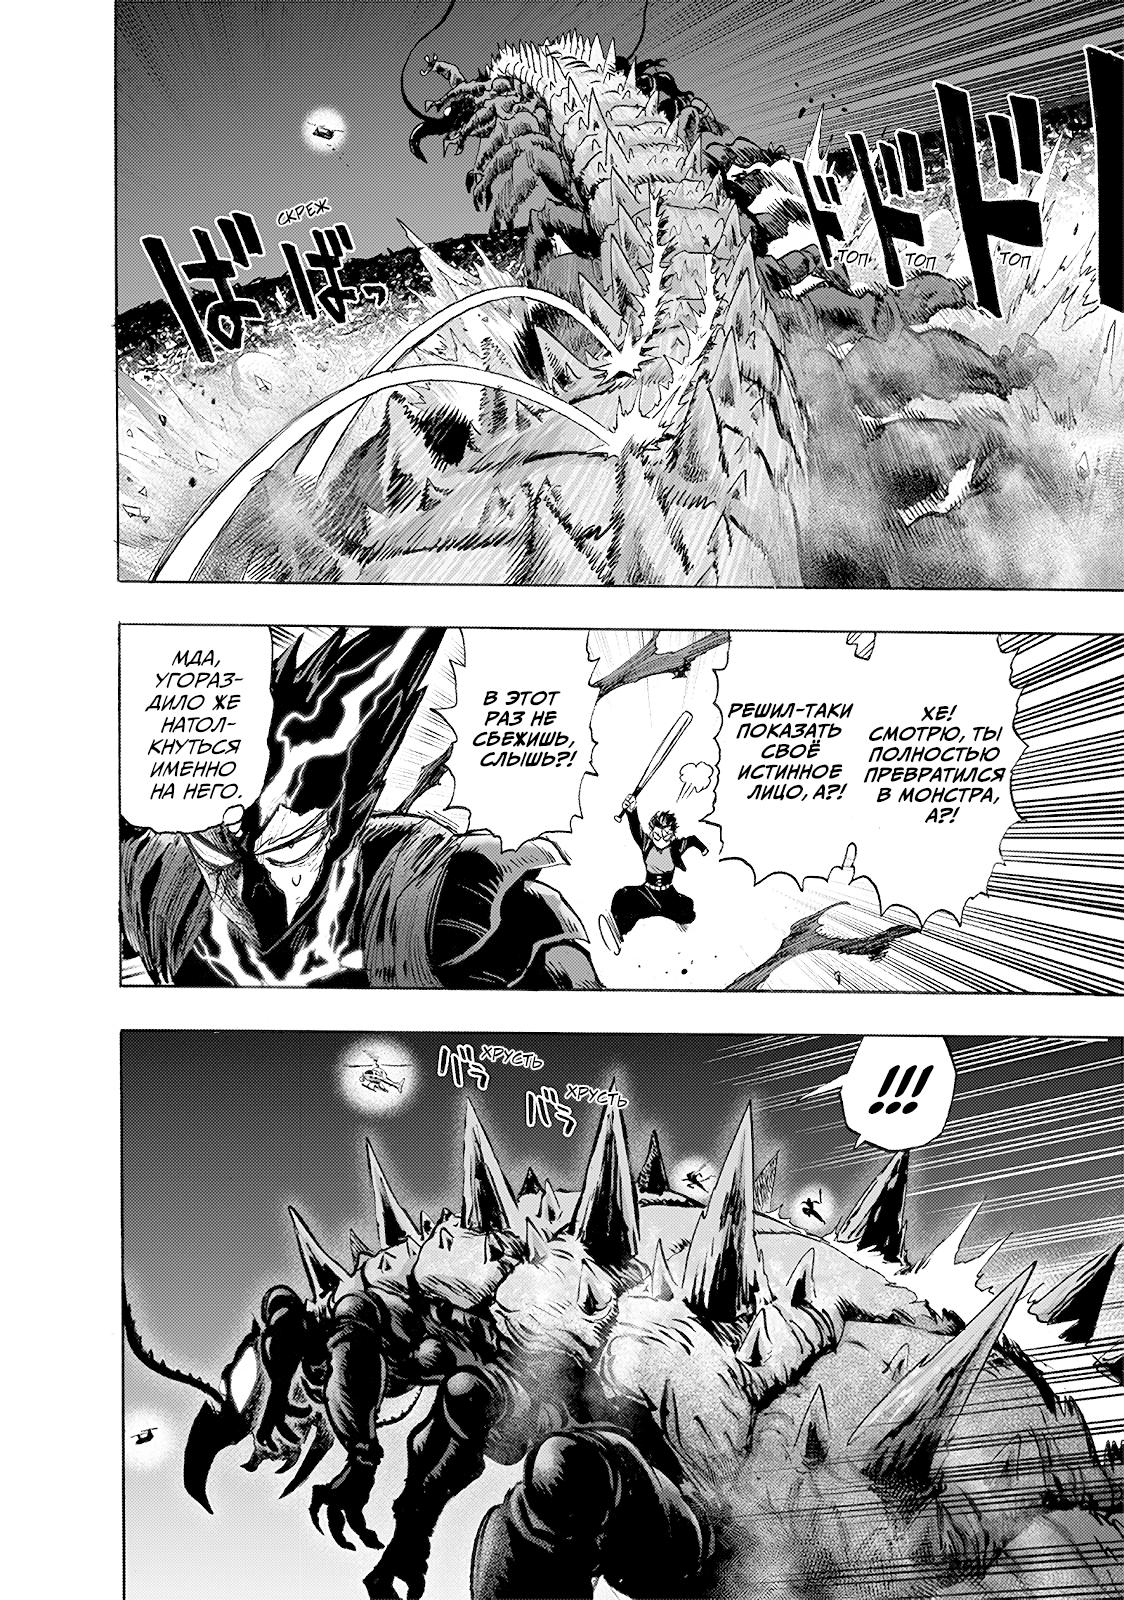 ド
ド
ド
ド
ТОП
ТОП
ТОП
СКРЕЖ
ば
ばっ
ХЕ!
СМОТРЮ, ТЫ
ПОЛНОСТЬЮ
ПРЕВРАТИЛСЯ
В МОНСТРА,
А?!
РЕШИЛ-ТАКИ
ПОКАЗАТЬ
СВОЁ
ИСТИННОЕ
ЛИЦО, А?!
В ЭТОТ
РАЗ НЕ
СБЕЖИШЬ,
СЛЫШЬ?!
МДА,
УГОРАЗ-
ДИЛО ЖЕ
НАТОЛ-
КНУТЬСЯ
ИМЕННО
НА НЕГО.
!!!
バラ
ХРУСТЬ
バラ
ХРУСТЬ